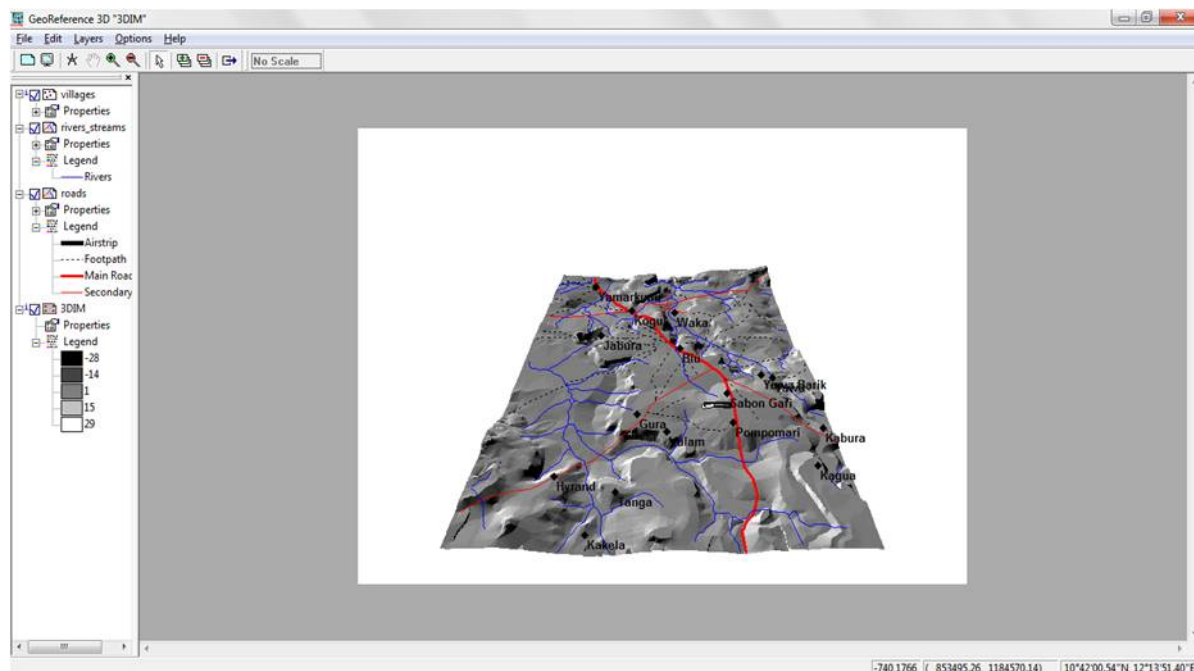 GeoReference 3D "3DIM"
File Edit Layers Options Help
No Scale
villages
Properties
rivers_streams
Properties
Legend
Rivers
roads
Properties
Legend
Airstrip
Footpath
Main Road
Secondary
3DIM
Properties
Legend
-28
-14
1
15
29
Yamarkumi
Kogu
Waka
Jabura
Biu
Barik
Sabon Gafi
Gura
Pompomari
Kabura
Kagua
Hyrand
Tanga
Kakela
-740.1766 ( 853495.26, 1184570.14) 10°42'00.54"N, 12°13'51.40"E